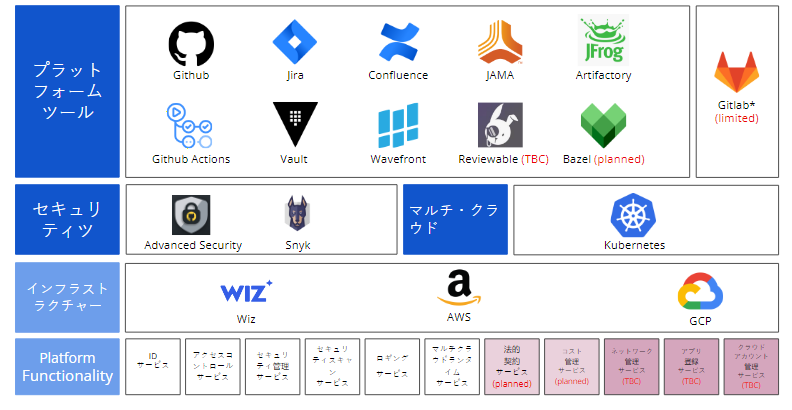 プラット
フォーム
ツール
Github
Jira
Confluence
JAMA
JFrog
Artifactory
Github Actions
Vault
Wavefront
Reviewable (TBC)
Bazel (planned)
Gitlab*
(limited)
セキュリ
ティツ
Advanced Security
Snyk
マルチ・クラ
ウド
Kubernetes
インフラスト
ラクチャー
WIZ
Wiz
a
AWS
GCP
Platform
Functionality
ID
サービス
アクセスコ
ントロール
サービス
セキュリ
ティ管理
サービス
セキュリ
ティスキャン
サービス
ロギング
サービス
マルチクラ
ウドランタ
イム
サービス
法的
契約
サービス
(planned)
コスト
管理
サービス
(planned)
ネットワーク
管理
サービス
(TBC)
アプリ
登録
サービス
(TBC)
クラウド
アカウント
管理
サービス
(TBC)